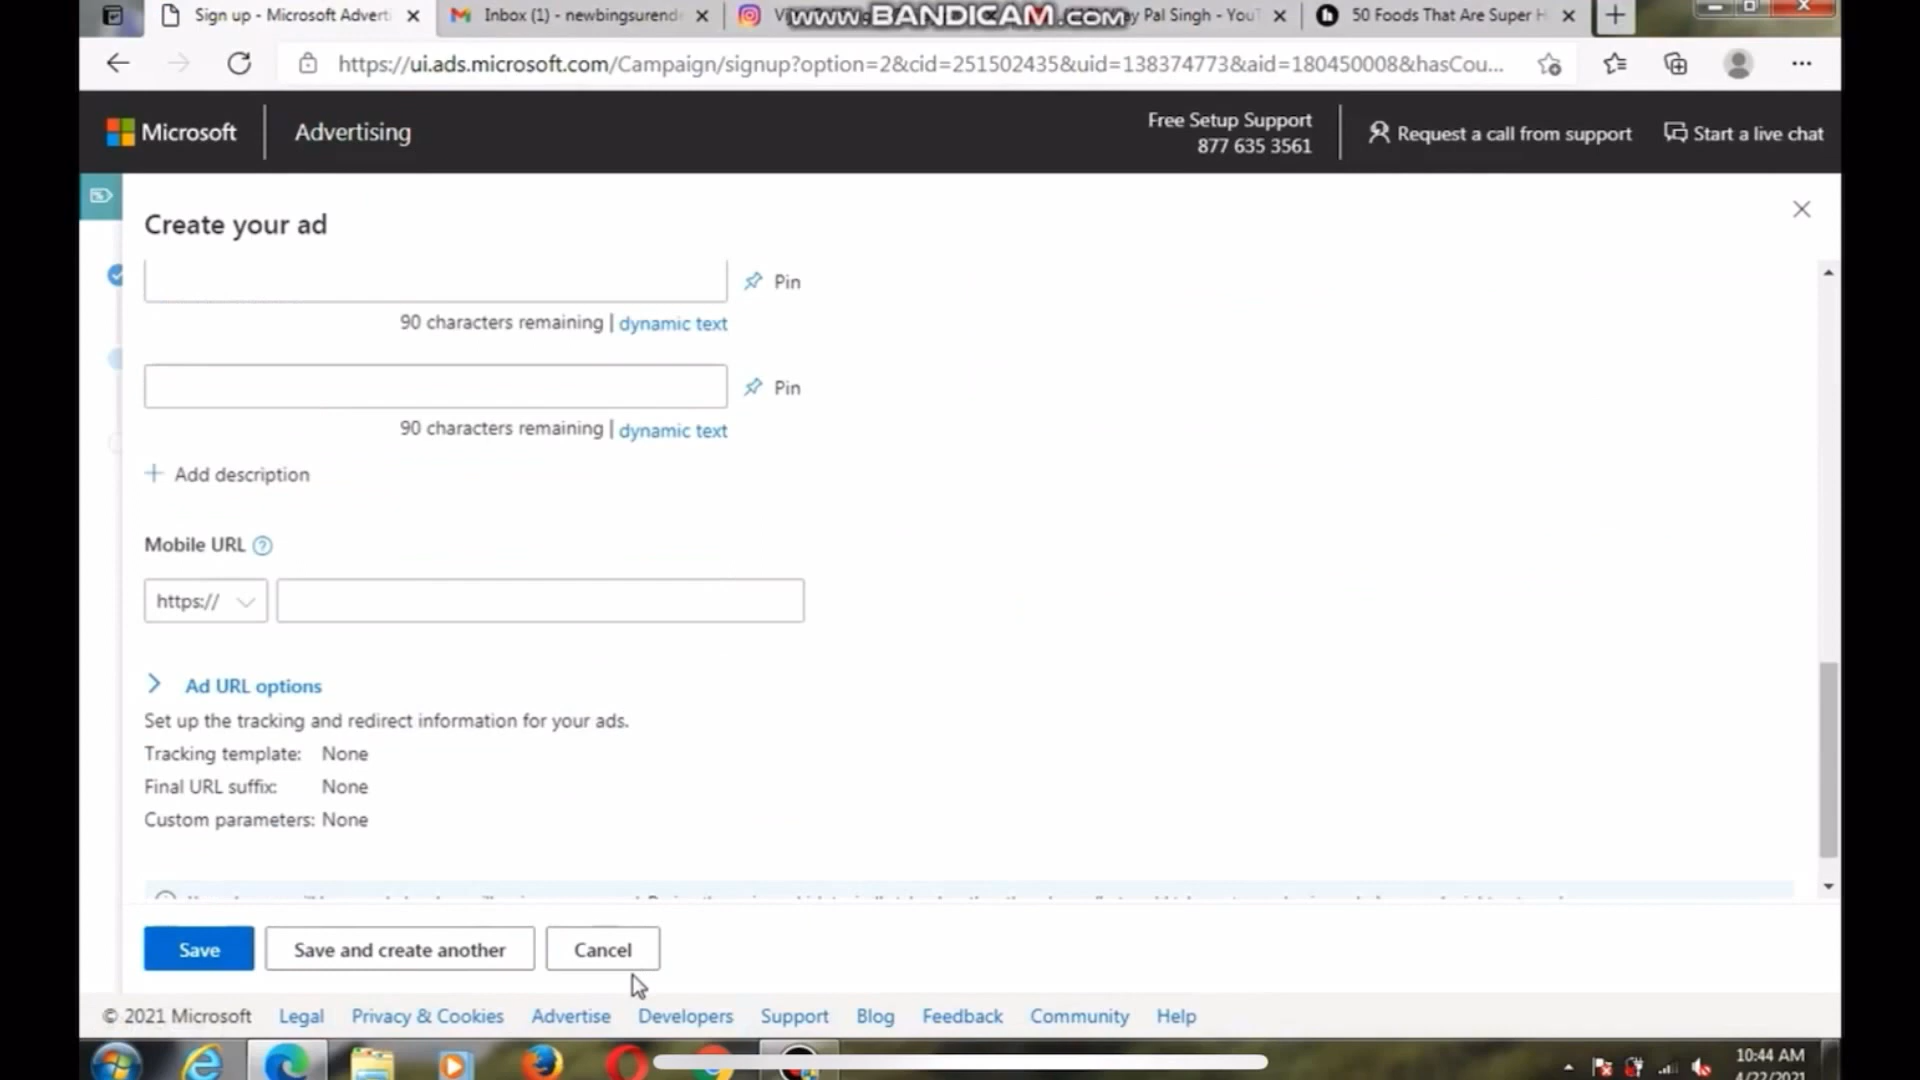 Sign up - Microsoft Adverti
Inbox (1) - newbingsurend
www.BANDICAM.com
y Pal Singh - YouT
50 Foods That Are Super H
https://ui.ads.microsoft.com/Campaign/signup?option=2&cid=251502435&uid=138374773&aid=180450008&hasCou...
Microsoft
Advertising
Free Setup Support
877 635 3561
Request a call from support
Start a live chat
Create your ad
Pin
90 characters remaining | dynamic text
Pin
90 characters remaining | dynamic text
+ Add description
Mobile URL ?
https://
Ad URL options
Set up the tracking and redirect information for your ads.
Tracking template: None
Final URL suffix: None
Custom parameters: None
Save
Save and create another
Cancel
© 2021 Microsoft
Legal
Privacy & Cookies
Advertise
Developers
Support
Blog
Feedback
Community
Help
10:44 AM
4/22/2021